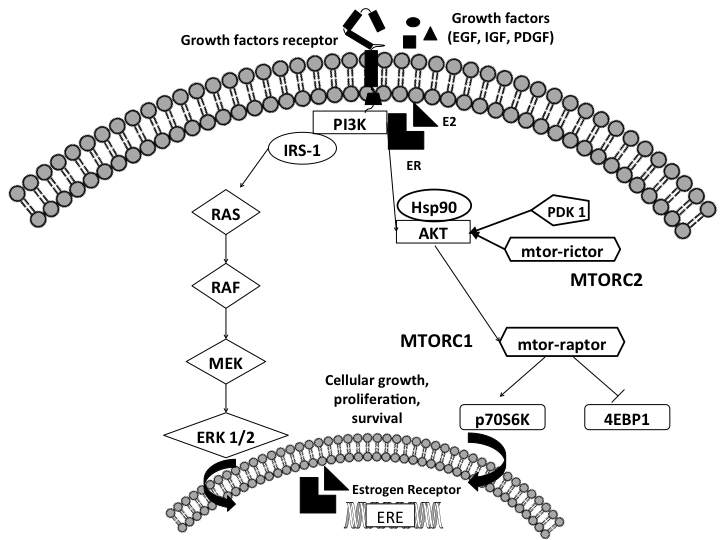 Growth factors
(EGF, IGF, PDGF)
Growth factors receptor
PI3K
E2
IRS-1
ER
Hsp90
PDK 1
RAS
AKT
mtor-rictor
MTORC2
RAF
MTORC1
mtor-raptor
MEK
Cellular growth,
proliferation,
survival
p70S6K
4EBP1
ERK 1/2
Estrogen Receptor
ERE